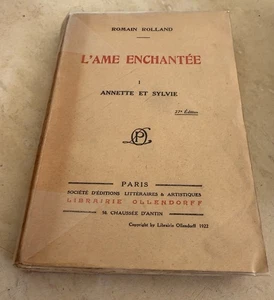 ROMAIN ROLLAND
L'AME ENCHANTÉE
I
ANNETTE ET SYLVIE
17e Édition
PARIS
SOCIÉTÉ D'ÉDITIONS LITTÉRAIRES & ARTISTIQUES
LIBRAIRIE OLLENDORFF
50, CHAUSSÉE D'ANTIN
Copyright by Librairie Ollendorff 1922